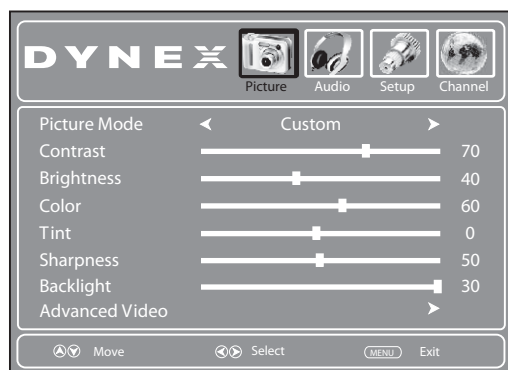 DYNEX
Picture Audio Setup Channel
Picture Mode Custom
Contrast 70
Brightness 40
Color 60
Tint 0
Sharpness 50
Backlight 30
Advanced Video
Move Select MENU Exit